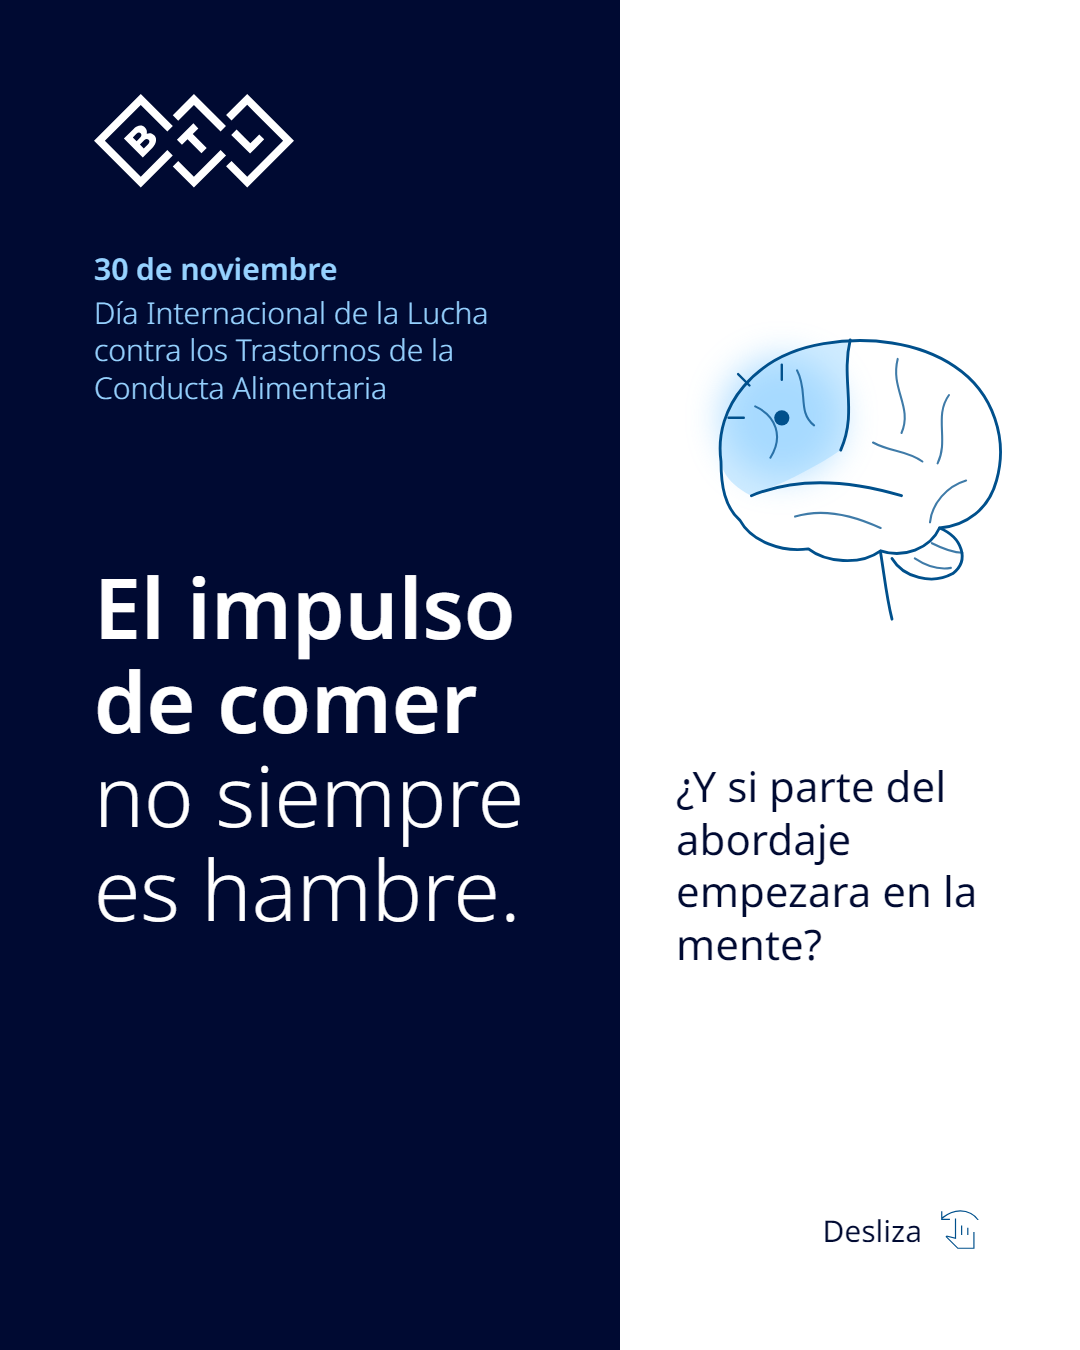 BTL
30 de noviembre
Día Internacional de la Lucha
contra los Trastornos de la
Conducta Alimentaria
El impulso
de comer
no siempre
es hambre.
¿Y si parte del
abordaje
empezara en la
mente?
Desliza